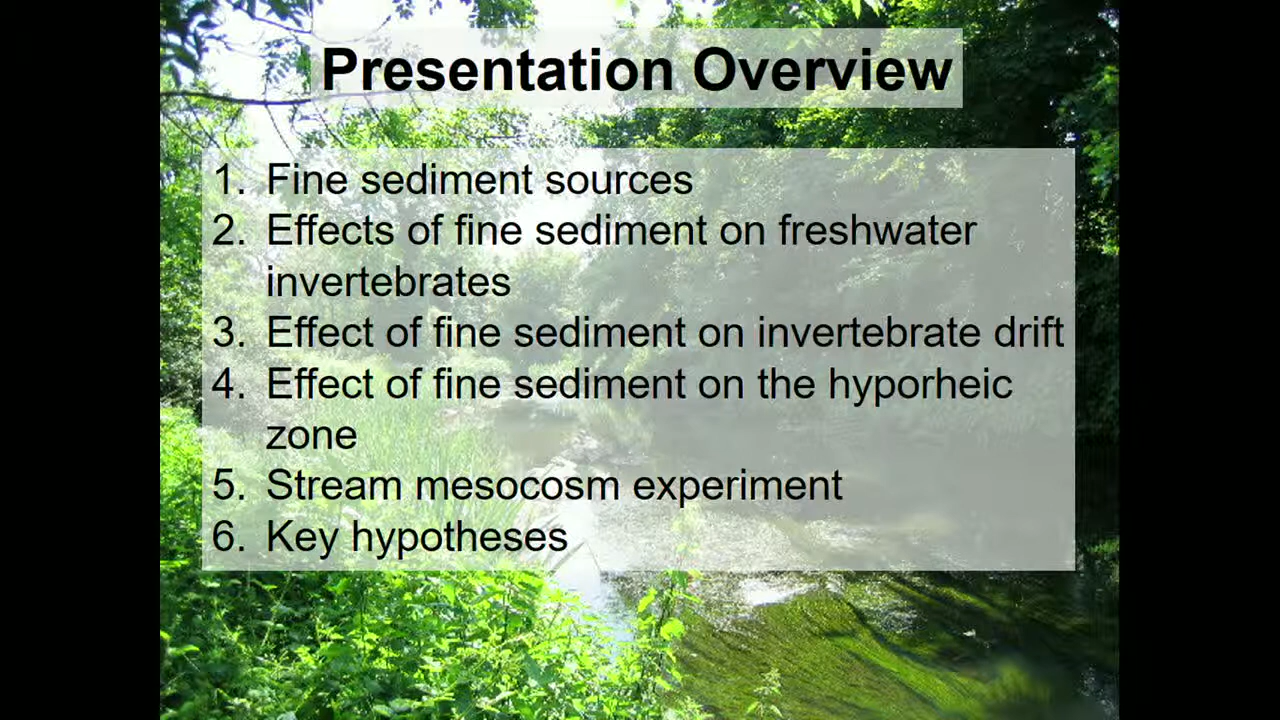 Presentation Overview
1. Fine sediment sources
2. Effects of fine sediment on freshwater
invertebrates
3. Effect of fine sediment on invertebrate drift
4. Effect of fine sediment on the hyporheic
zone
5. Stream mesocosm experiment
6. Key hypotheses